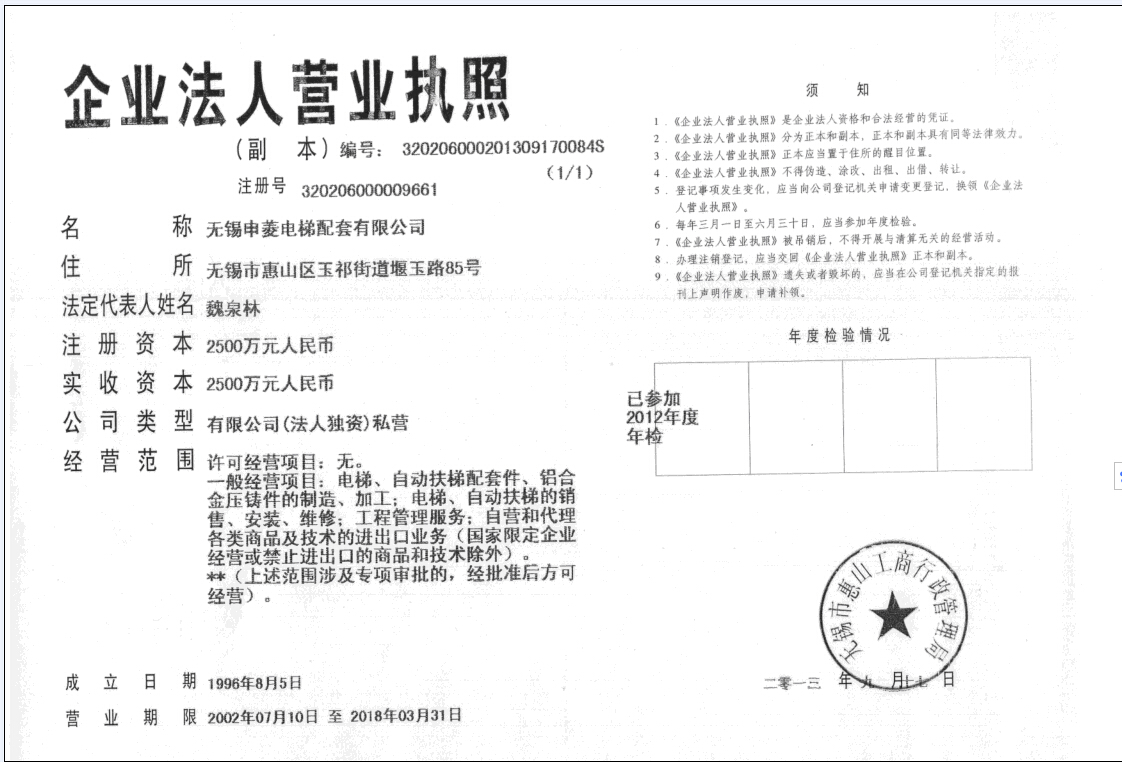 企业法人营业执照
(副 本) 编号: 320206000201309170084S
(1/1)
注册号 320206000009661
名 称 无锡申菱电梯配套有限公司
住 所 无锡市惠山区玉祁街道堰玉路85号
法定代表人姓名 魏泉林
注 册 资 本 2500万元人民币
实 收 资 本 2500万元人民币
公 司 类 型 有限公司(法人独资)私营
经 营 范 围 许可经营项目: 无。
一般经营项目: 电梯、自动扶梯配套件、铝合
金压铸件的制造、加工; 电梯、自动扶梯的销
售、安装、维修; 工程管理服务; 自营和代理
各类商品及技术的进出口业务 (国家限定企业
经营或禁止进出口的商品和技术除外) 。
**(上述范围涉及专项审批的, 经批准后方可
经营) 。
成 立 日 期 1996年8月5日
营 业 期 限 2002年07月10日 至 2018年03月31日
须 知
1.《企业法人营业执照》是企业法人资格和合法经营的凭证。
2.《企业法人营业执照》分为正本和副本, 正本和副本具有同等法律效力。
3.《企业法人营业执照》正本应当置于住所的醒目位置。
4.《企业法人营业执照》不得伪造、涂改、出租、出借、转让。
5. 登记事项发生变化, 应当向公司登记机关申请变更登记, 换领《企业法
人营业执照》。
6. 每年三月一日至六月三十日, 应当参加年度检验。
7.《企业法人营业执照》被吊销后, 不得开展与清算无关的经营活动。
8. 办理注销登记, 应当交回《企业法人营业执照》正本和副本。
9.《企业法人营业执照》遗失或者毁坏的, 应当在公司登记机关指定的报
刊上声明作废, 申请补领。
年度检验情况
已参加
2012年度
年检
无锡市惠山工商行政管理局
二零一三 年 九 月 十七 日